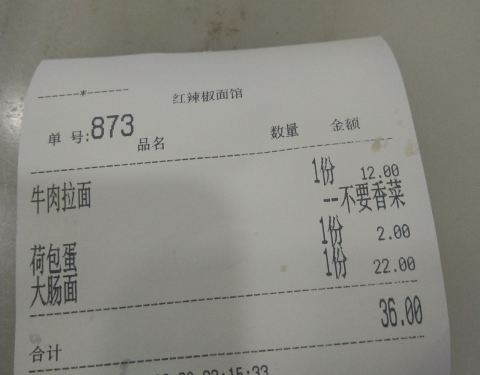 ------*------
红辣椒面馆
单 号:873
品名 数量 金额
牛肉拉面 1份 12.00
--不要香菜
荷包蛋 1份 2.00
大肠面 1份 22.00
合计 36.00